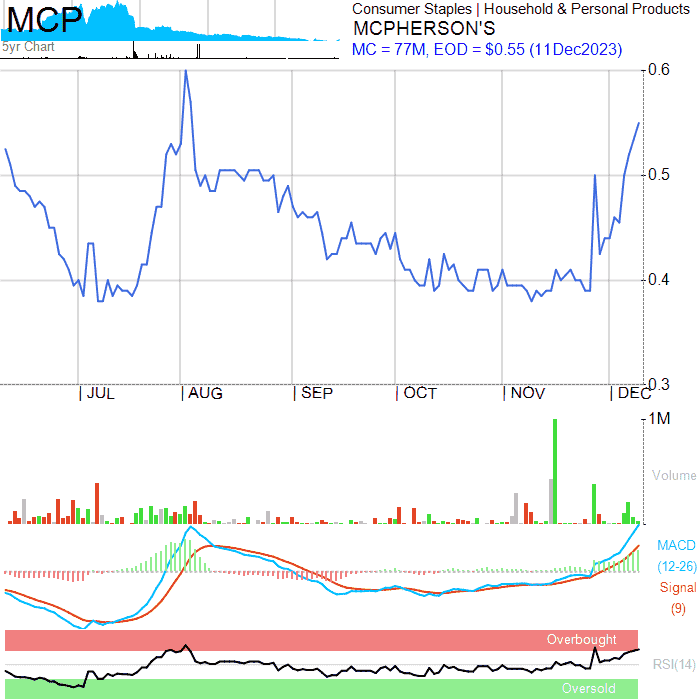 MCP
5yr Chart
Consumer Staples | Household & Personal Products
MCPHERSON'S
MC = 77M, EOD = $0.55 (11Dec2023)
0.6
0.5
0.4
0.3
JUL AUG SEP OCT NOV DEC
1M
Volume
MACD
(12-26)
Signal
(9)
Overbought
RSI(14)
Oversold